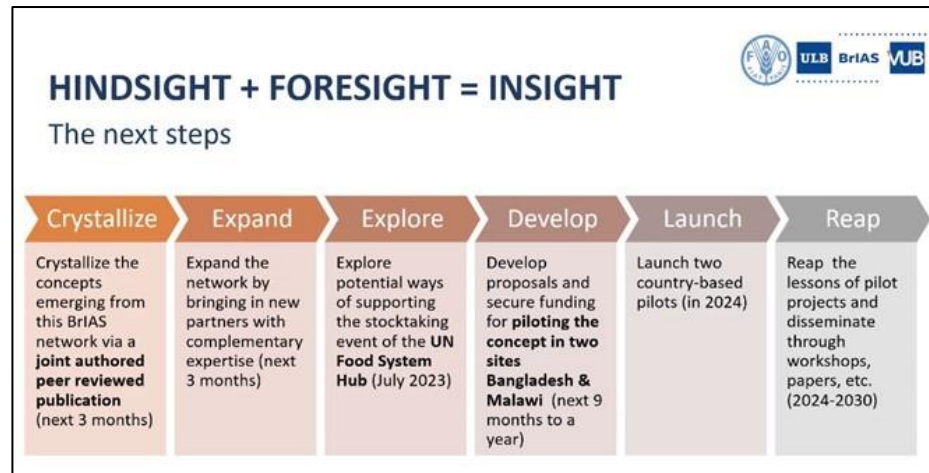 HINDSIGHT + FORESIGHT = INSIGHT
The next steps
FAO
FIAT PANIS
ULB
BrIAS
VUB
Crystallize
Crystallize the
concepts
emerging from
this BrIAS
network via a
joint authored
peer reviewed
publication
(next 3 months)
Expand
Expand the
network by
bringing in new
partners with
complementary
expertise (next
3 months)
Explore
Explore
potential ways
of supporting
the stocktaking
event of the UN
Food System
Hub (July 2023)
Develop
Develop
proposals and
secure funding
for piloting the
concept in two
sites
Bangladesh &
Malawi (next 9
months to a
year)
Launch
Launch two
country-based
pilots (in 2024)
Reap
Reap the
lessons of pilot
projects and
disseminate
through
workshops,
papers, etc.
(2024-2030)